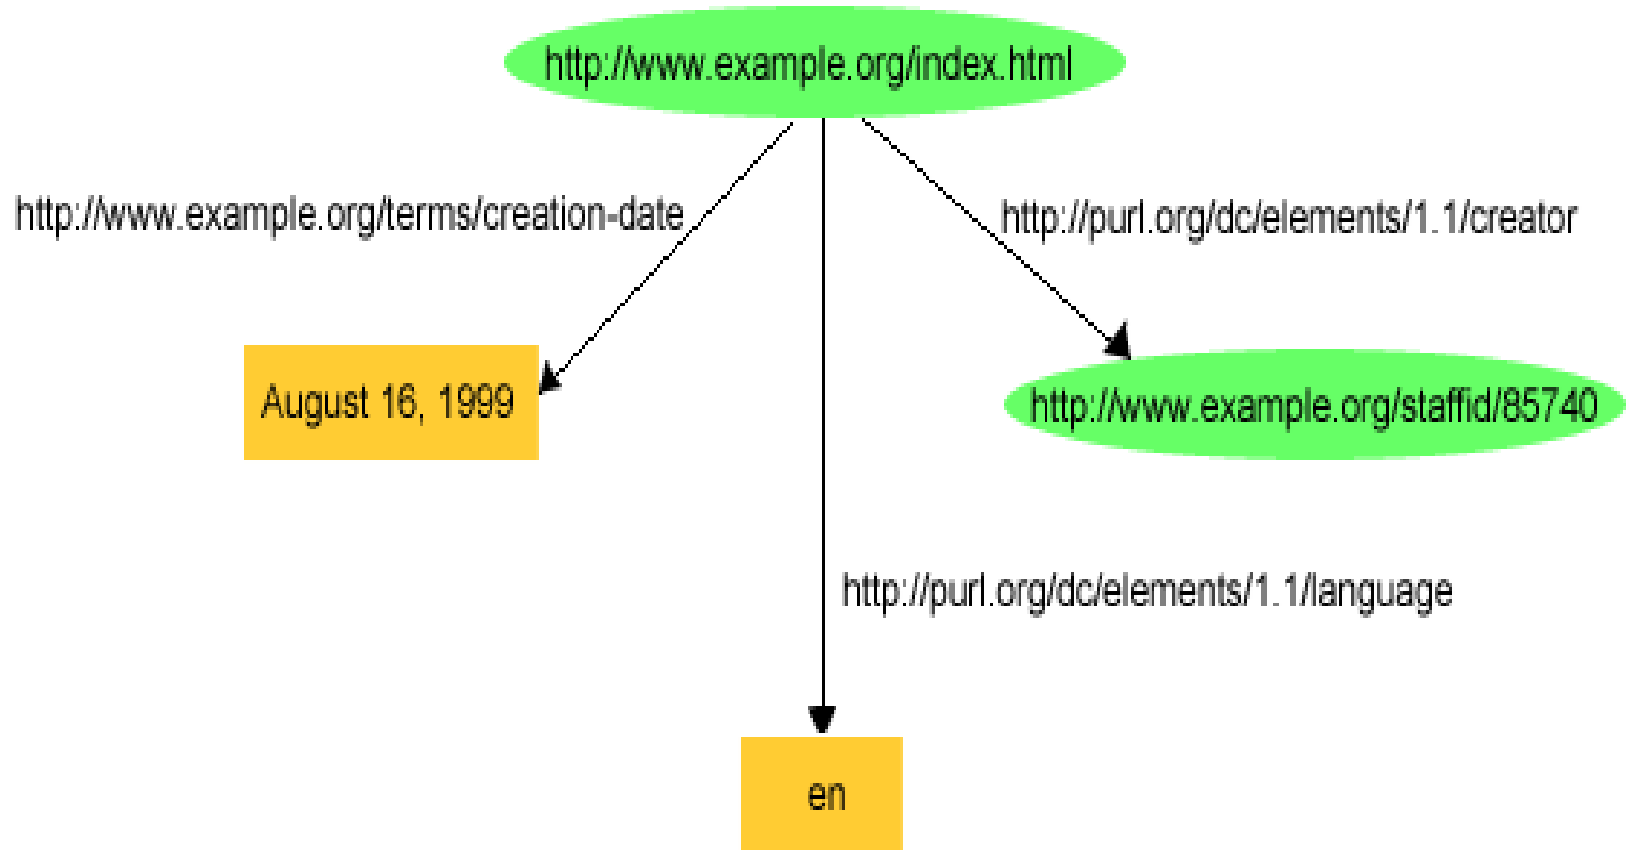 http://www.example.org/index.html
http://www.example.org/terms/creation-date
http://purl.org/dc/elements/1.1/creator
August 16, 1999
http://www.example.org/staffid/85740
http://purl.org/dc/elements/1.1/language
en